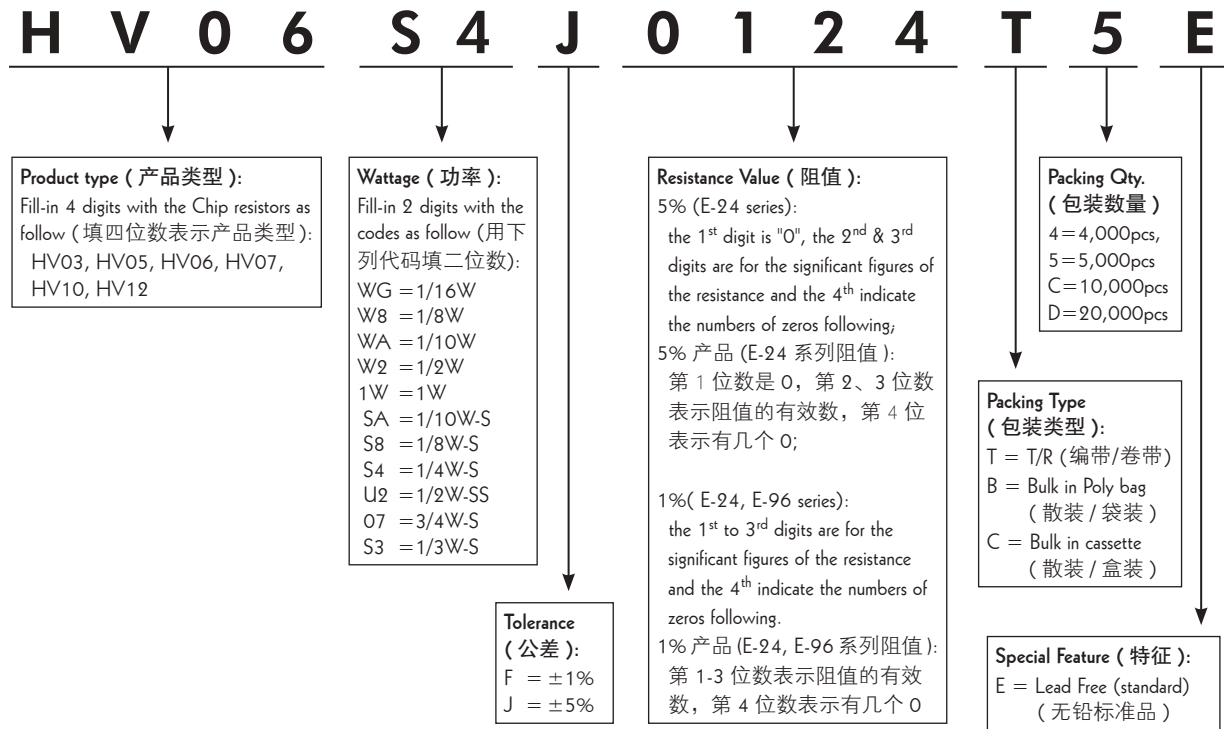 HV06 S4 J 0124 T 5 E
Product type ( 产品类型 ):
Fill-in 4 digits with the Chip resistors as
follow ( 填四位数表示产品类型 ):
HV03, HV05, HV06, HV07,
HV10, HV12
Wattage ( 功率 ):
Fill-in 2 digits with the
codes as follow (用下
列代码填二位数):
WG =1/16W
W8 =1/8W
WA =1/10W
W2 =1/2W
1W =1W
SA =1/10W-S
S8 =1/8W-S
S4 =1/4W-S
U2 =1/2W-SS
07 =3/4W-S
S3 =1/3W-S
Tolerance
( 公差 ):
F =±1%
J =±5%
Resistance Value ( 阻值 ):
5% (E-24 series):
the 1st digit is "0", the 2nd & 3rd
digits are for the significant figures of
the resistance and the 4th indicate
the numbers of zeros following;
5% 产品 (E-24 系列阻值 ):
第 1 位数是 0，第 2、3 位数
表示阻值的有效数，第 4 位
表示有几个 0;
1%( E-24, E-96 series):
the 1st to 3rd digits are for the
significant figures of the resistance
and the 4th indicate the numbers of
zeros following.
1% 产品 (E-24, E-96 系列阻值 ):
第 1-3 位数表示阻值的有效
数，第 4 位数表示有几个 0
Packing Qty.
( 包装数量 )
4=4,000pcs,
5=5,000pcs
C=10,000pcs
D=20,000pcs
Packing Type
( 包装类型 ):
T = T/R (编带/卷带)
B = Bulk in Poly bag
( 散装 / 袋装 )
C = Bulk in cassette
( 散装 / 盒装 )
Special Feature ( 特征 ):
E = Lead Free (standard)
( 无铅标准品 )